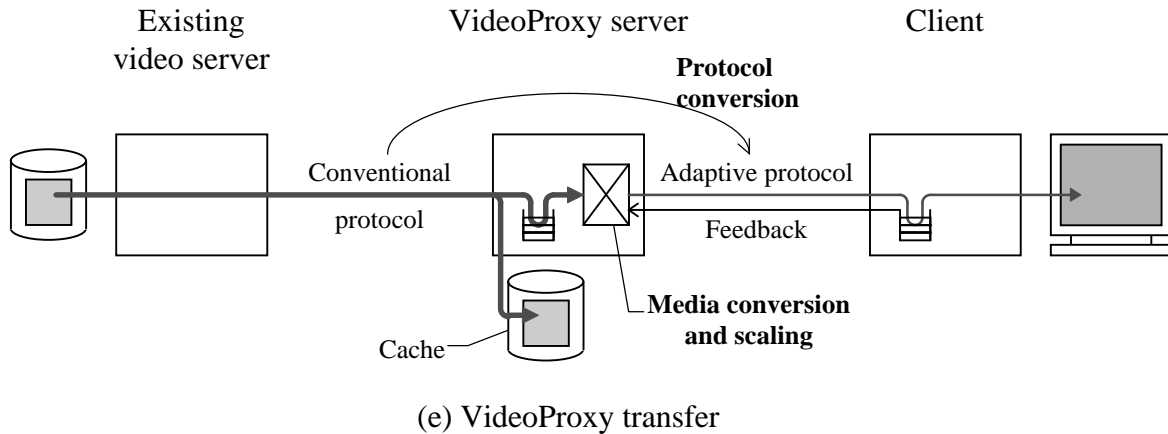 Existing
video server
VideoProxy server
Client
Protocol
conversion
Conventional
protocol
Adaptive protocol
Feedback
Media conversion
and scaling
Cache
(e) VideoProxy transfer